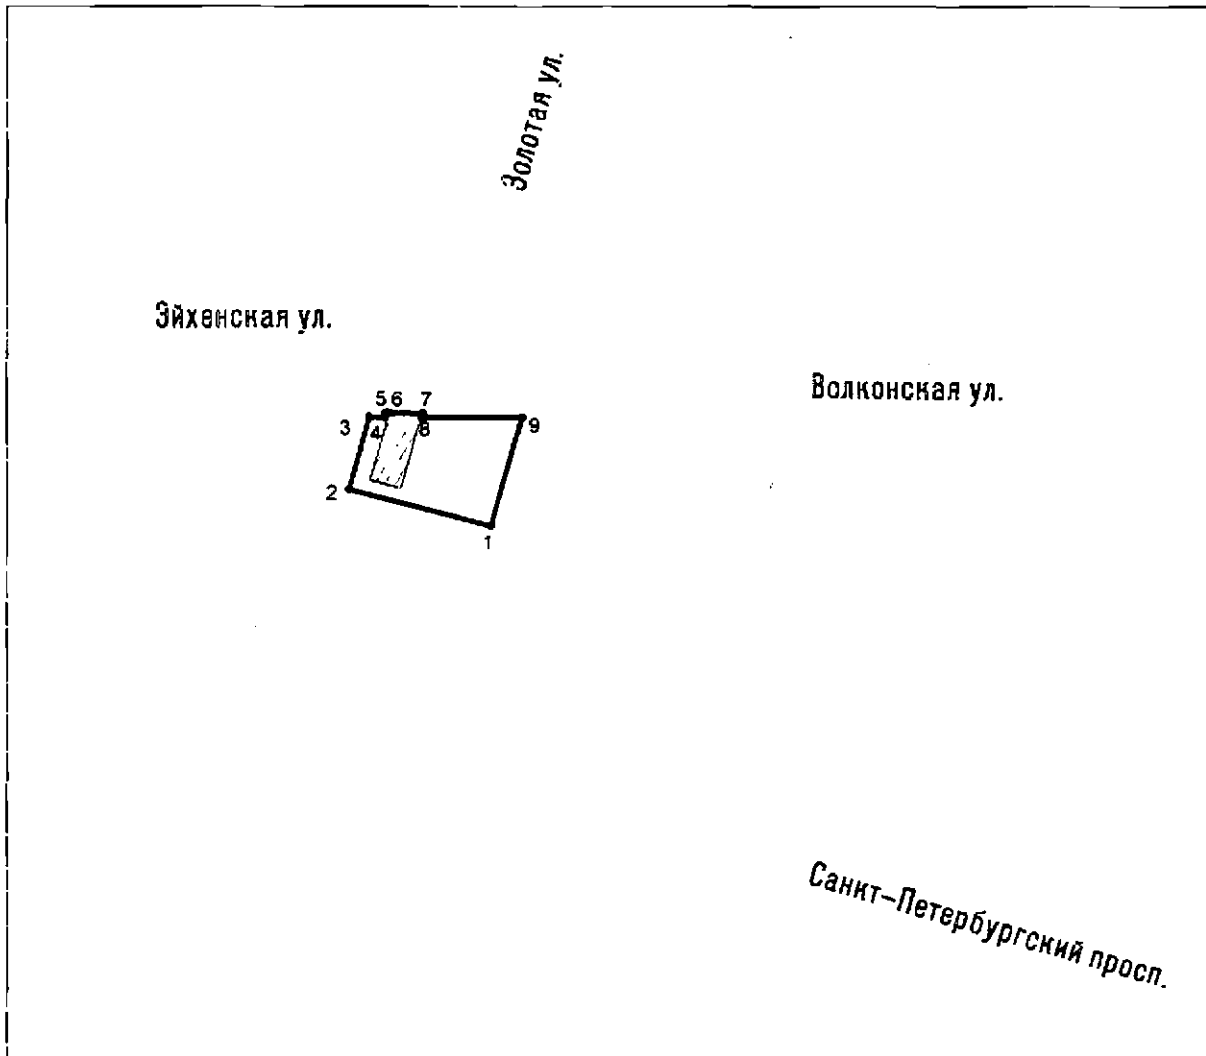 Золотая ул.
Эйхенская ул.
Волконская ул.
5 6 7
3 4 8 9
2
1
Санкт-Петербургский просп.